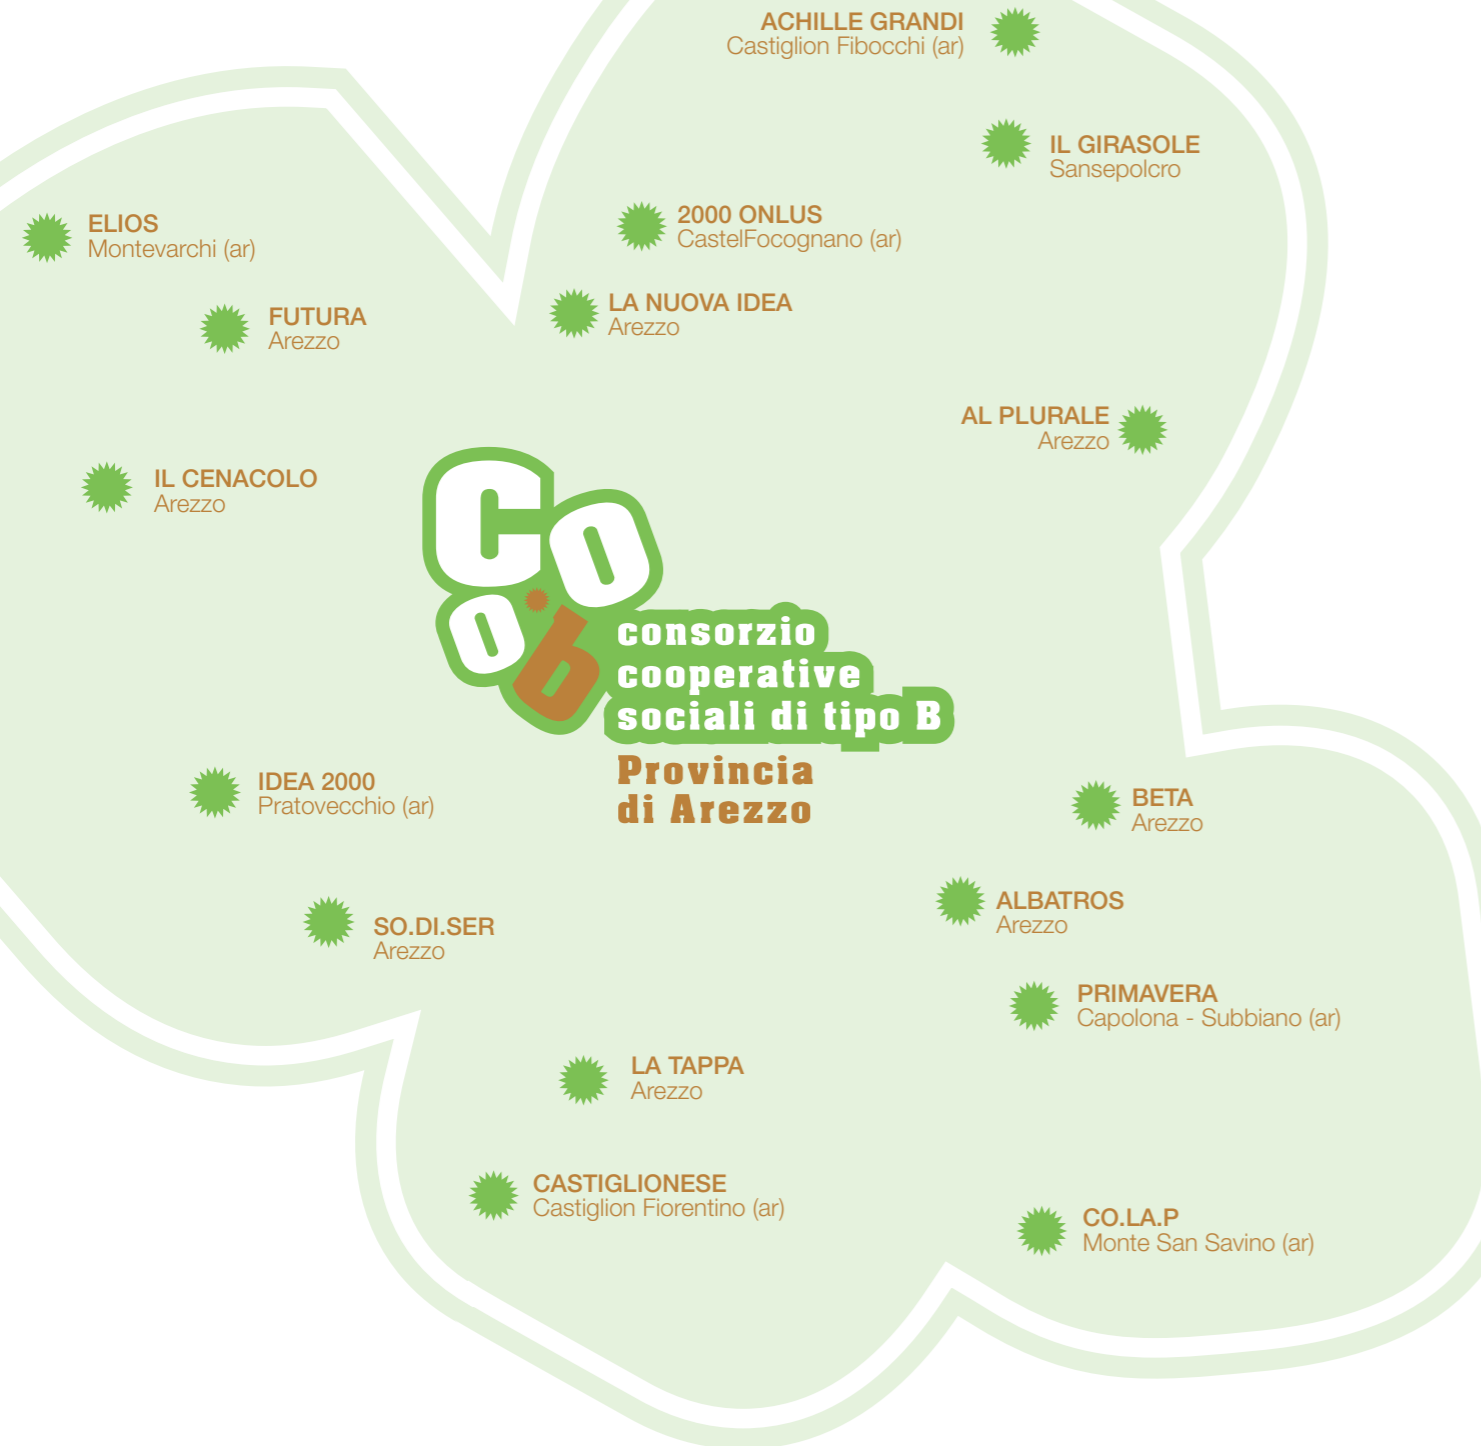 ACHILLE GRANDI
Castiglion Fibocchi (ar)
IL GIRASOLE
Sansepolcro
ELIOS
Montevarchi (ar)
2000 ONLUS
CastelFocognano (ar)
FUTURA
Arezzo
LA NUOVA IDEA
Arezzo
AL PLURALE
Arezzo
IL CENACOLO
Arezzo
Coob
consorzio
cooperative
sociali di tipo B
Provincia
di Arezzo
IDEA 2000
Pratovecchio (ar)
BETA
Arezzo
SO.DI.SER
Arezzo
ALBATROS
Arezzo
PRIMAVERA
Capolona - Subbiano (ar)
LA TAPPA
Arezzo
CASTIGLIONESE
Castiglion Fiorentino (ar)
CO.LA.P
Monte San Savino (ar)